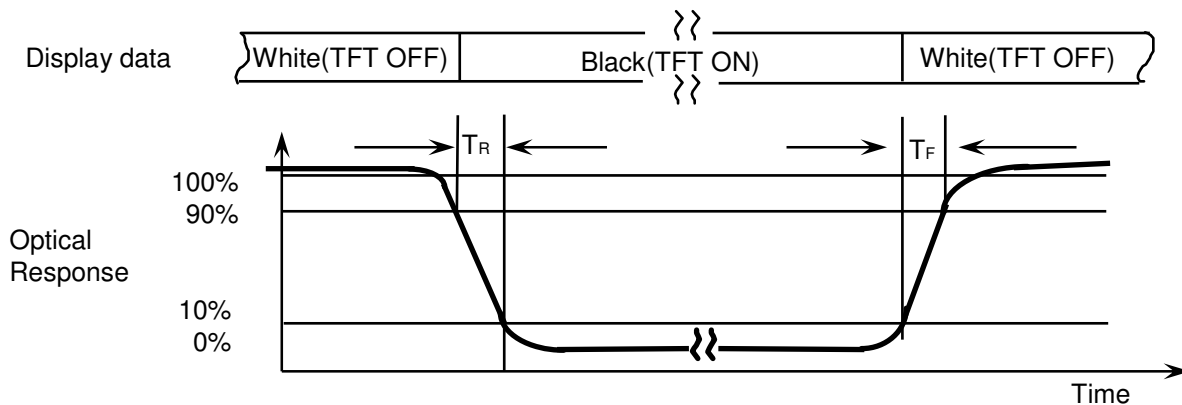 Display data
White(TFT OFF)
Black(TFT ON)
White(TFT OFF)
TR
TF
100%
90%
Optical
Response
10%
0%
Time